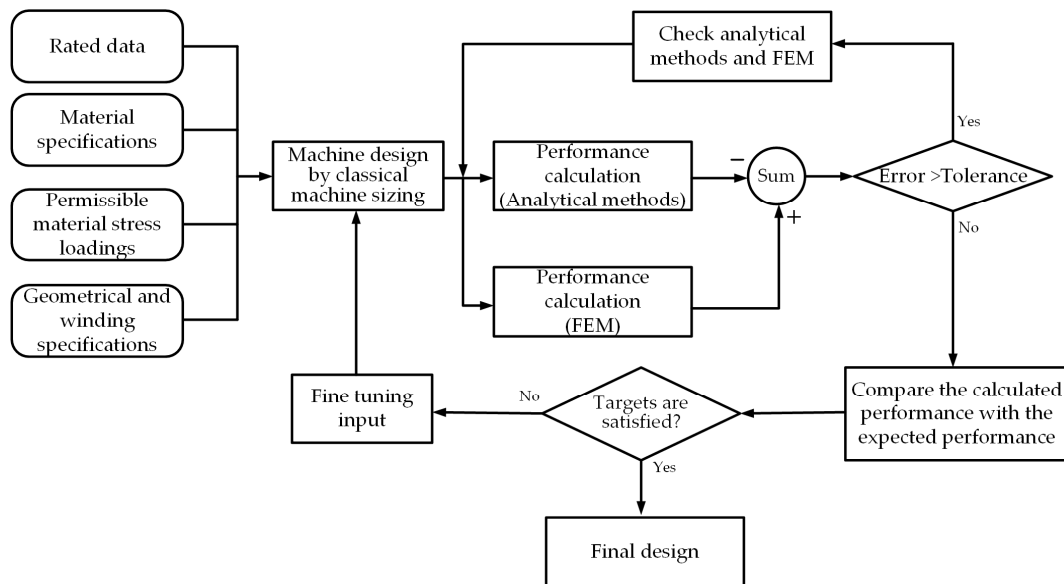 Rated data
Material
specifications
Permissible
material stress
loadings
Geometrical and
winding
specifications
Machine design
by classical
machine sizing
Check analytical
methods and FEM
Performance
calculation
(Analytical methods)
Performance
calculation
(FEM)
−
Sum
+
Error >Tolerance
Yes
No
Compare the calculated
performance with the
expected performance
Targets are
satisfied?
No
Yes
Fine tuning
input
Final design